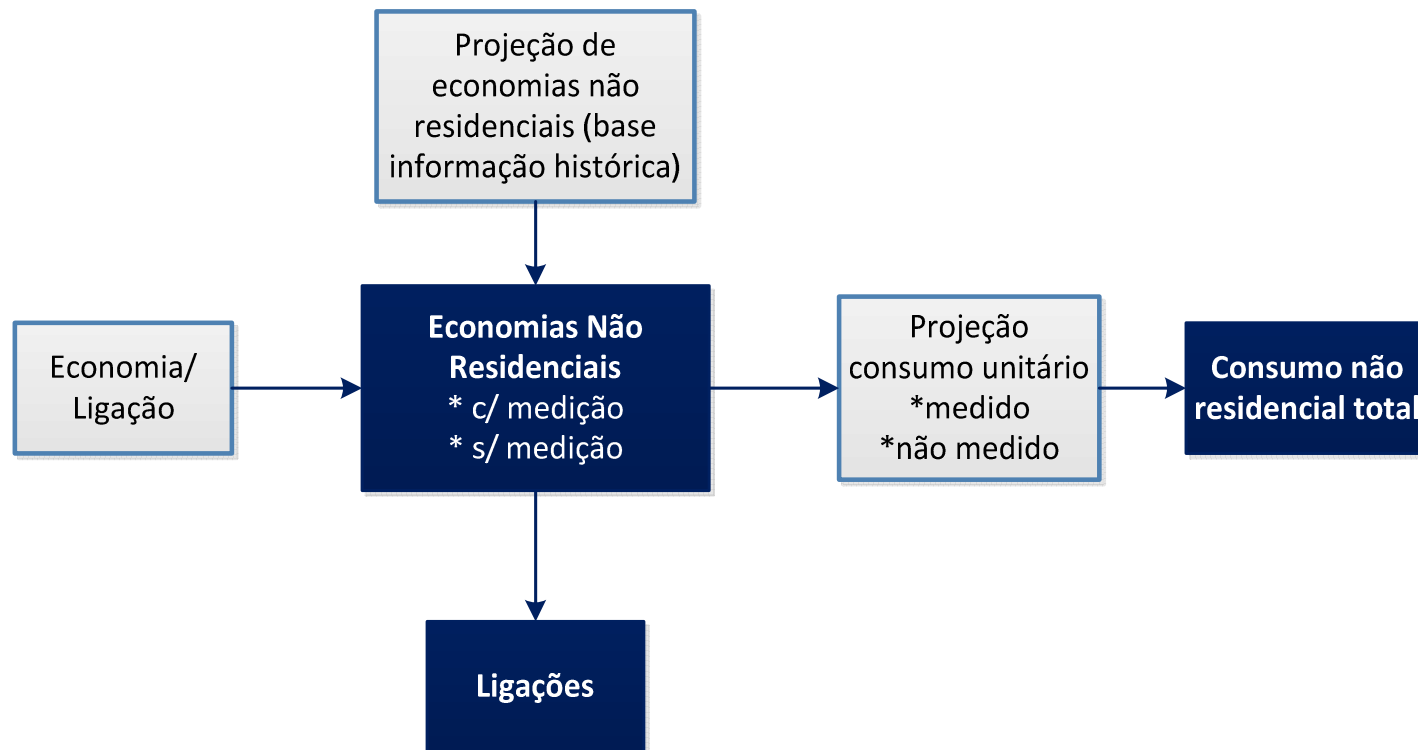 Projeção de
economias não
residenciais (base
informação histórica)
Economia/
Ligação
Economias Não
Residenciais
* c/ medição
* s/ medição
Projeção
consumo unitário
*medido
*não medido
Consumo não
residencial total
Ligações